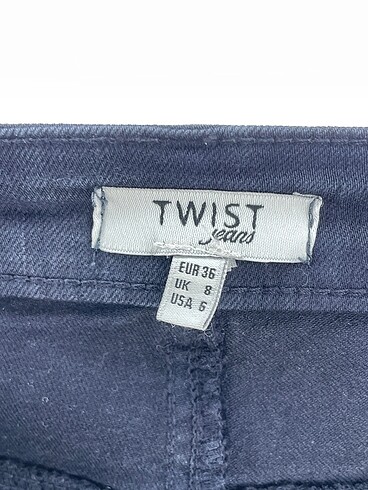 TWIST
jeans
EUR 36
UK 8
USA 6